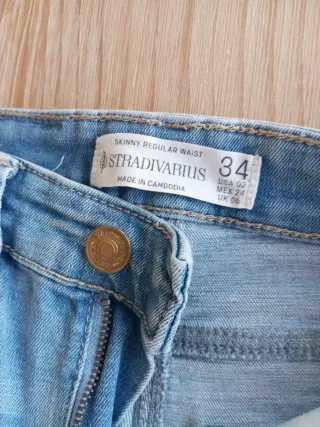 SKINNY REGULAR WAIST
STRADIVARIUS
MADE IN CAMBODIA
34
USA 02
MEX 24
UK 06